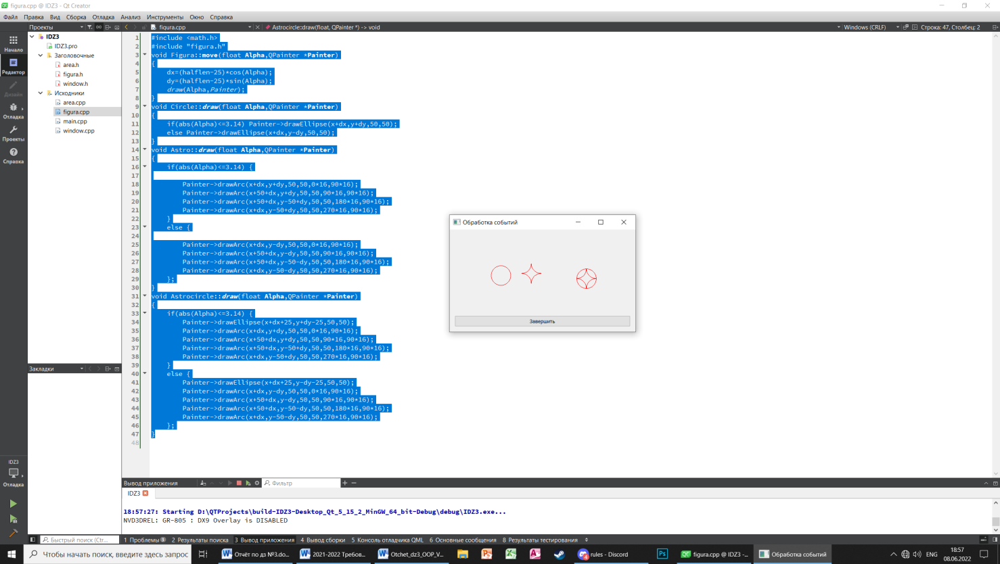 figura.cpp @ IDZ3 - Qt Creator
Файл Правка Вид Сборка Отладка Анализ Инструменты Окно Справка
Проекты
figura.cpp
Astrocircle::draw(float, QPainter *) -> void
Windows (CRLF)
Строка: 47, Столбец: 2
Начало
Редактор
Дизайн
Отладка
Проекты
Справка
IDZ3
IDZ3.pro
Заголовочные
area.h
figura.h
window.h
Исходники
area.cpp
figura.cpp
main.cpp
window.cpp
Закладки
1 #include <math.h>
2 #include "figura.h"
3 void Figura::move(float Alpha,QPainter *Painter)
4 {
5 dx=(halflen-25)*cos(Alpha);
6 dy=(halflen-25)*sin(Alpha);
7 draw(Alpha,Painter);
8 }
9 void Circle::draw(float Alpha,QPainter *Painter)
10 {
11 if(abs(Alpha)<=3.14) Painter->drawEllipse(x+dx,y+dy,50,50);
12 else Painter->drawEllipse(x+dx,y-dy,50,50);
13 }
14 void Astro::draw(float Alpha,QPainter *Painter)
15 {
16 if(abs(Alpha)<=3.14) {
17
18 Painter->drawArc(x+dx,y+dy,50,50,0*16,90*16);
19 Painter->drawArc(x+50+dx,y+dy,50,50,90*16,90*16);
20 Painter->drawArc(x+50+dx,y-50+dy,50,50,180*16,90*16);
21 Painter->drawArc(x+dx,y-50+dy,50,50,270*16,90*16);
22 }
23 else {
24
25 Painter->drawArc(x+dx,y-dy,50,50,0*16,90*16);
26 Painter->drawArc(x+50+dx,y-dy,50,50,90*16,90*16);
27 Painter->drawArc(x+50+dx,y-50-dy,50,50,180*16,90*16);
28 Painter->drawArc(x+dx,y-50-dy,50,50,270*16,90*16);
29 };
30 }
31 void Astrocircle::draw(float Alpha,QPainter *Painter)
32 {
33 if(abs(Alpha)<=3.14) {
34 Painter->drawEllipse(x+dx+25,y+dy-25,50,50);
35 Painter->drawArc(x+dx,y+dy,50,50,0*16,90*16);
36 Painter->drawArc(x+50+dx,y+dy,50,50,90*16,90*16);
37 Painter->drawArc(x+50+dx,y-50+dy,50,50,180*16,90*16);
38 Painter->drawArc(x+dx,y-50+dy,50,50,270*16,90*16);
39 }
40 else {
41 Painter->drawEllipse(x+dx+25,y-dy-25,50,50);
42 Painter->drawArc(x+dx,y-dy,50,50,0*16,90*16);
43 Painter->drawArc(x+50+dx,y-dy,50,50,90*16,90*16);
44 Painter->drawArc(x+50+dx,y-50-dy,50,50,180*16,90*16);
45 Painter->drawArc(x+dx,y-50-dy,50,50,270*16,90*16);
46 };
47 }
48
Обработка событий
Завершить
IDZ3
Отладка
Вывод приложения
Фильтр
IDZ3
18:57:27: Starting D:\QTProjects\build-IDZ3-Desktop_Qt_5_15_2_MinGW_64_bit-Debug\debug\IDZ3.exe...
NVD3DREL: GR-805 : DX9 Overlay is DISABLED
Быстрый поиск (Ctr...
1 Проблемы 3 2 Результаты поиска 3 Вывод приложения 4 Вывод сборки 5 Консоль отладчика QML 6 Основные сообщения 8 Результаты тестирования
Чтобы начать поиск, введите здесь запрос
Отчёт по дз №3.do...
2021-2022 Требов...
Otchet_dz3_OOP_V...
rules - Discord
figura.cpp @ IDZ3 -...
Обработка событий
ENG
18:57
08.06.2022